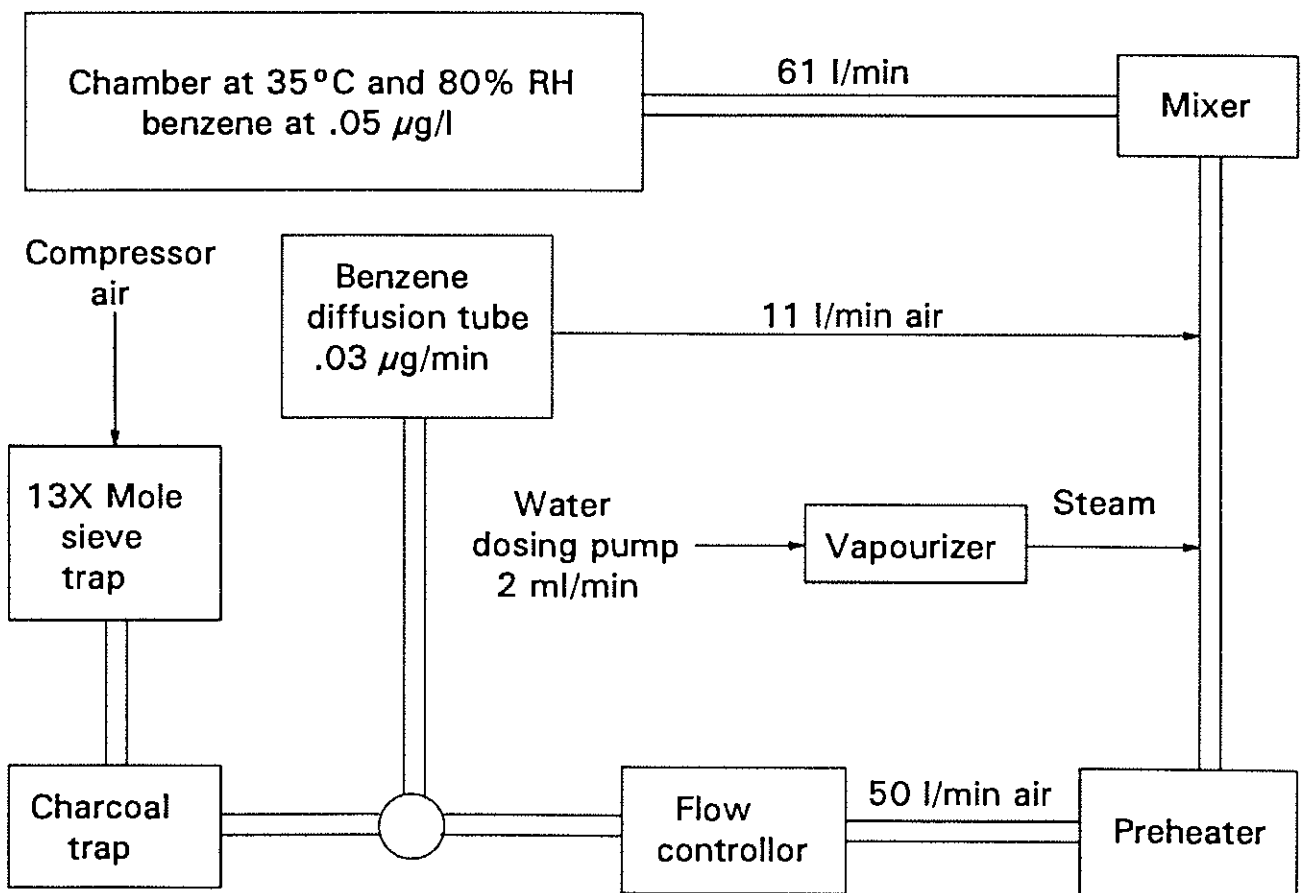 Chamber at 35°C and 80% RH
benzene at .05 µg/l
61 l/min
Mixer
Compressor
air
Benzene
diffusion tube
.03 µg/min
11 l/min air
13X Mole
sieve
trap
Water
dosing pump
2 ml/min
Vapourizer
Steam
Charcoal
trap
Flow
controllor
50 l/min air
Preheater